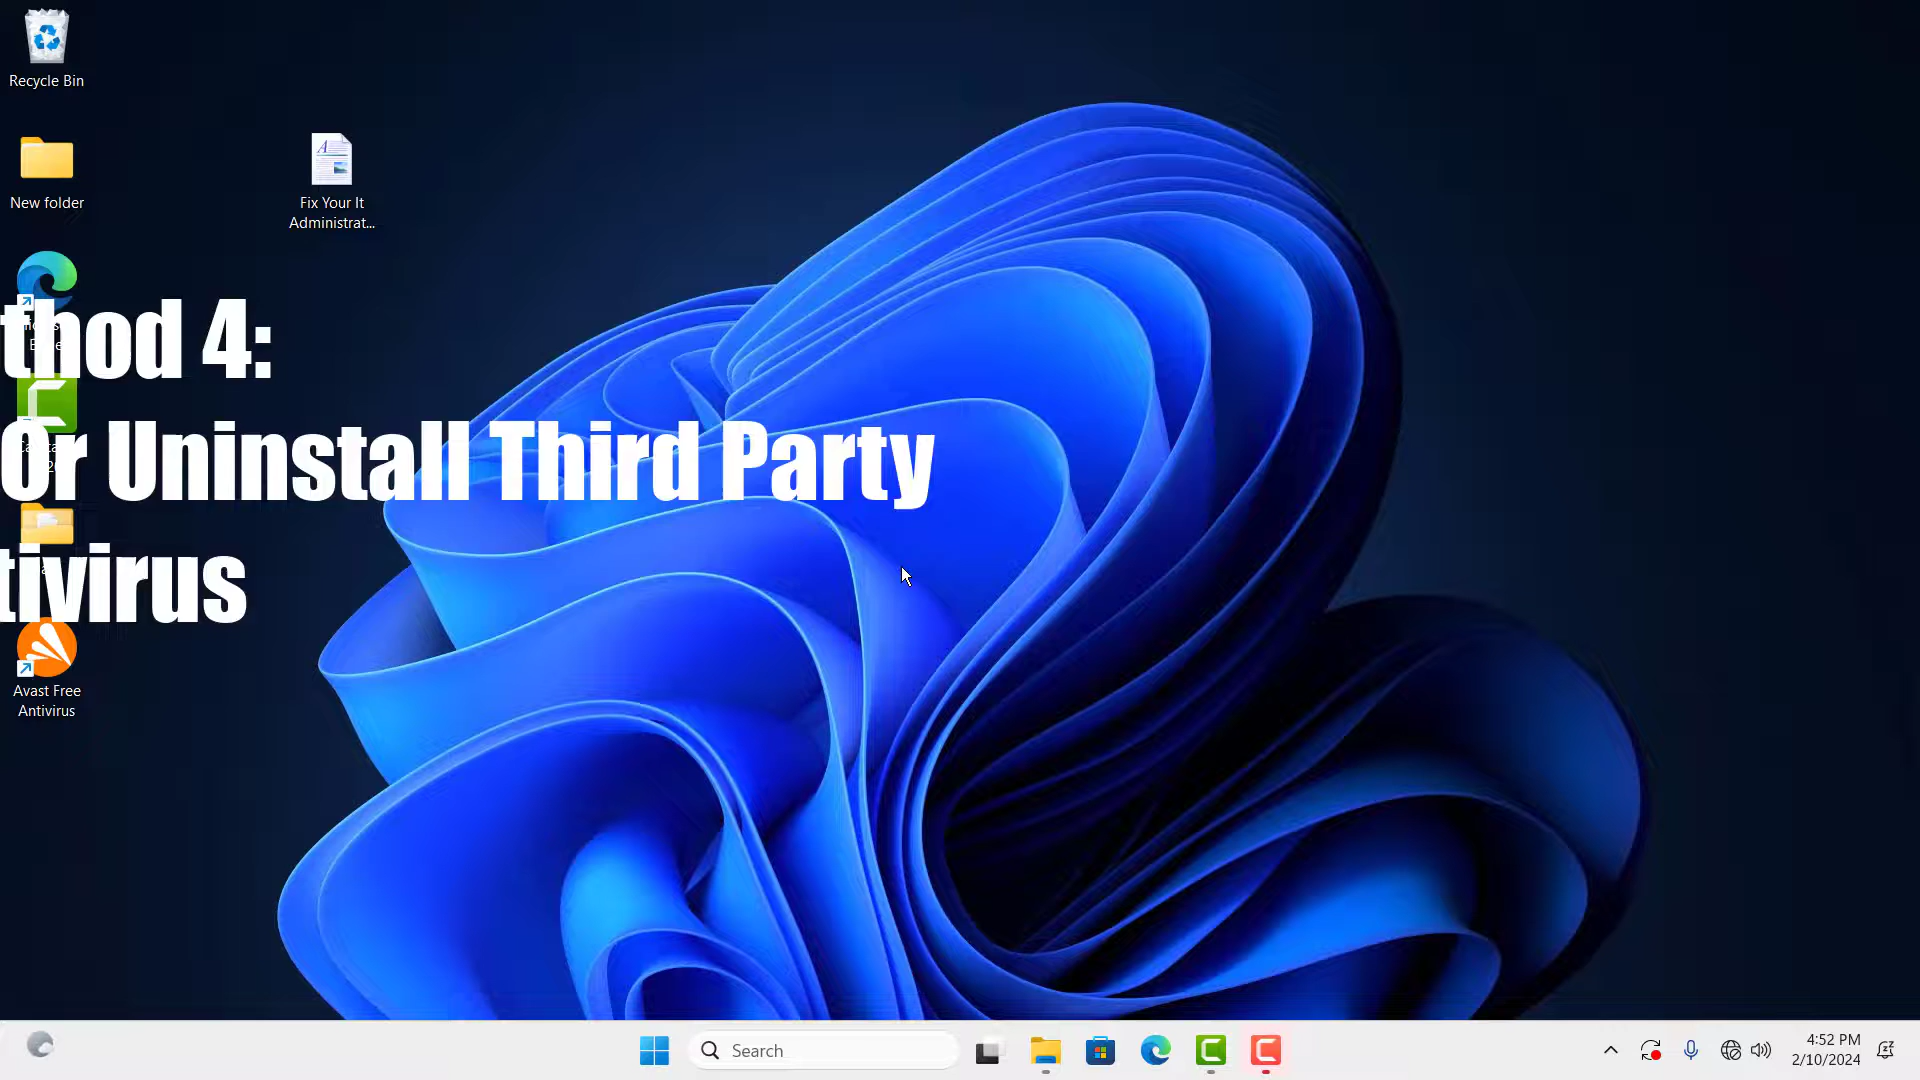 Recycle Bin
New folder
Fix Your It
Administrat...
thod 4:
Or Uninstall Third Party
tivirus
Avast Free
Antivirus
Search
4:52 PM
2/10/2024